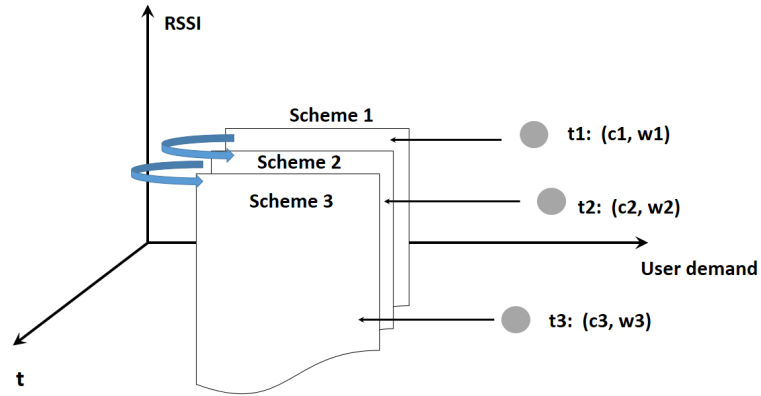 RSSI
Scheme 1
t1: (c1, w1)
Scheme 2
Scheme 3
t2: (c2, w2)
User demand
t3: (c3, w3)
t